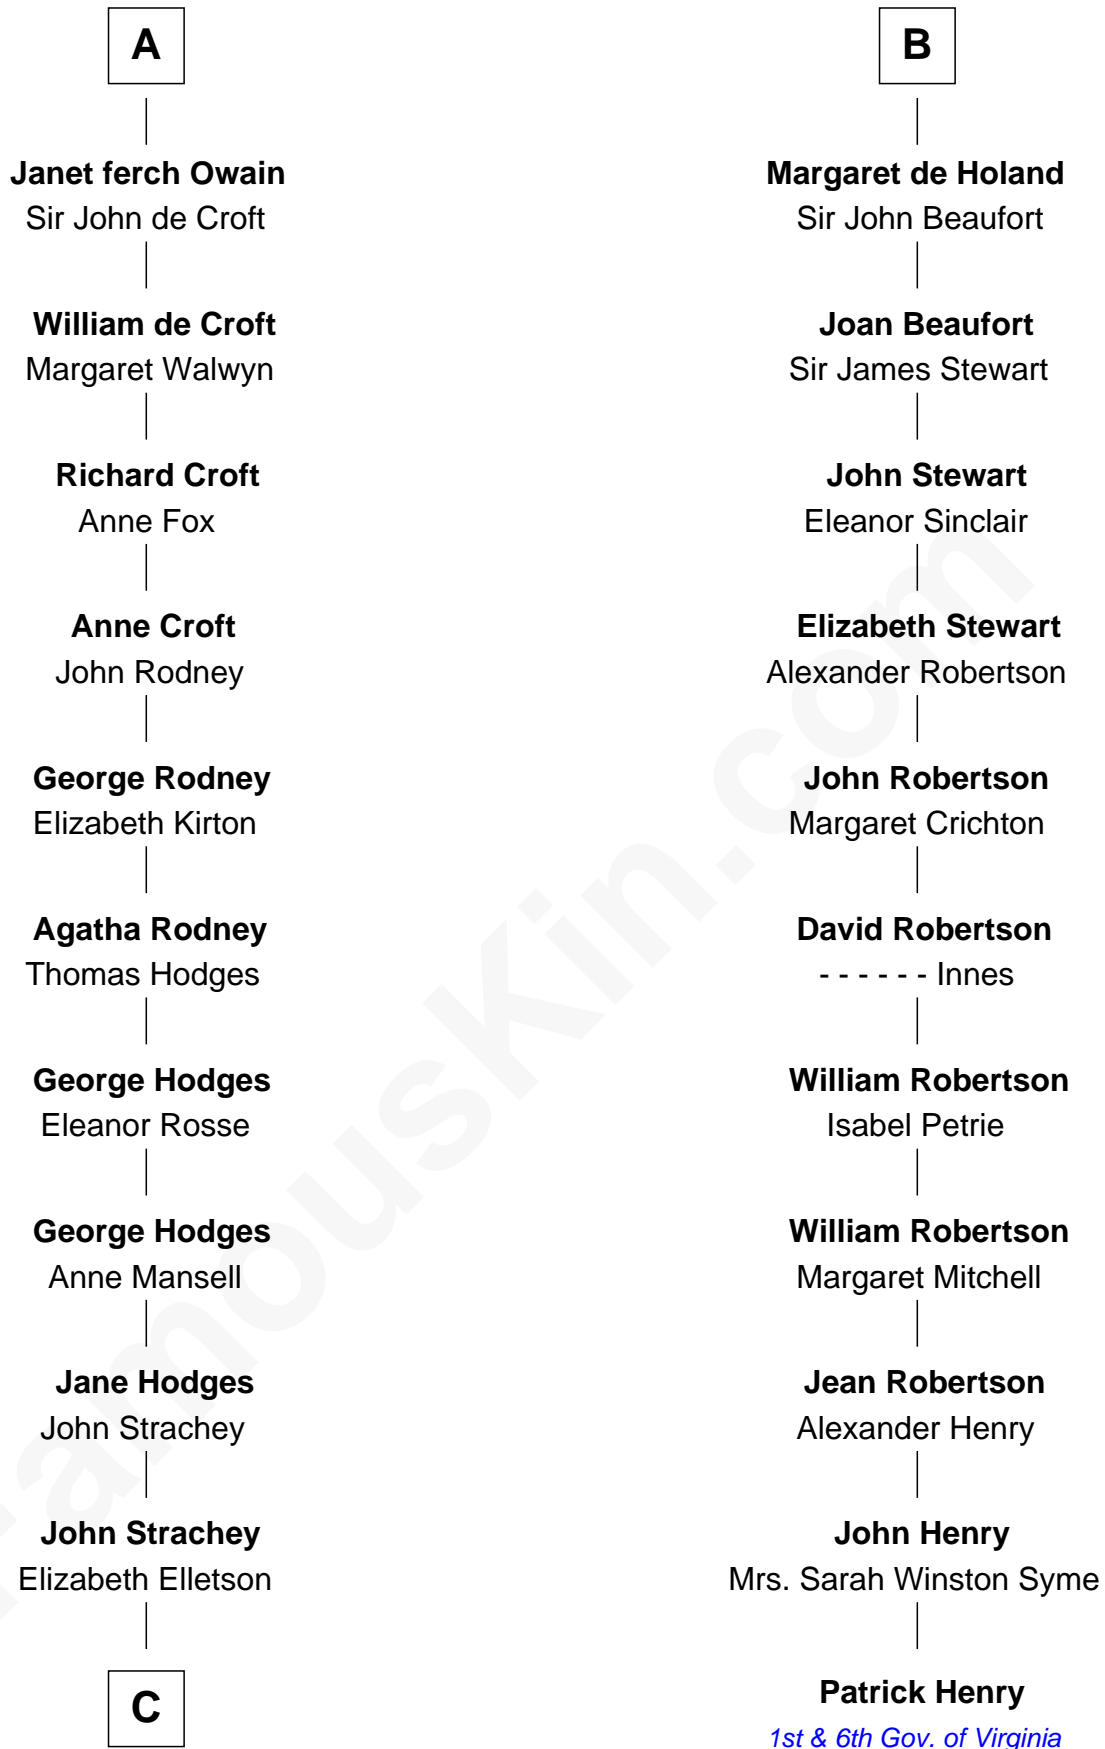 A
Janet ferch Owain
Sir John de Croft
William de Croft
Margaret Walwyn
Richard Croft
Anne Fox
Anne Croft
John Rodney
George Rodney
Elizabeth Kirton
Agatha Rodney
Thomas Hodges
George Hodges
Eleanor Rosse
George Hodges
Anne Mansell
Jane Hodges
John Strachey
John Strachey
Elizabeth Elletson
C
B
Margaret de Holand
Sir John Beaufort
Joan Beaufort
Sir James Stewart
John Stewart
Eleanor Sinclair
Elizabeth Stewart
Alexander Robertson
John Robertson
Margaret Crichton
David Robertson
- - - - - - Innes
William Robertson
Isabel Petrie
William Robertson
Margaret Mitchell
Jean Robertson
Alexander Henry
John Henry
Mrs. Sarah Winston Syme
Patrick Henry
1st & 6th Gov. of Virginia
FamousKin.com